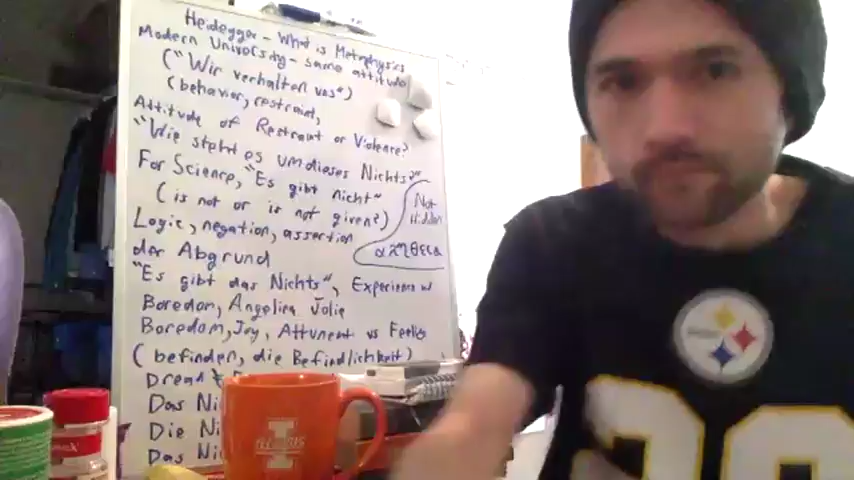 Heidegger - What is Metaphysics
Modern University - same attitude
("Wir verhalten uns")
(behavior, restraint,
Attitude of Restraint or Violence?
"Wie steht es um dieses Nichts?"
For Science, "Es gibt nicht"
(is not or is not given?)
Not
Hidden
αληθεια
Logic, negation, assertion
der Abgrund
"Es gibt das Nichts", Experience w
Boredom, Angelina Jolie
Boredom, Joy, Attunement vs Feelings
(befinden, die Befindlichkeit)
Dread
Das Ni
Die Ni
Das Ni
ILLINOIS